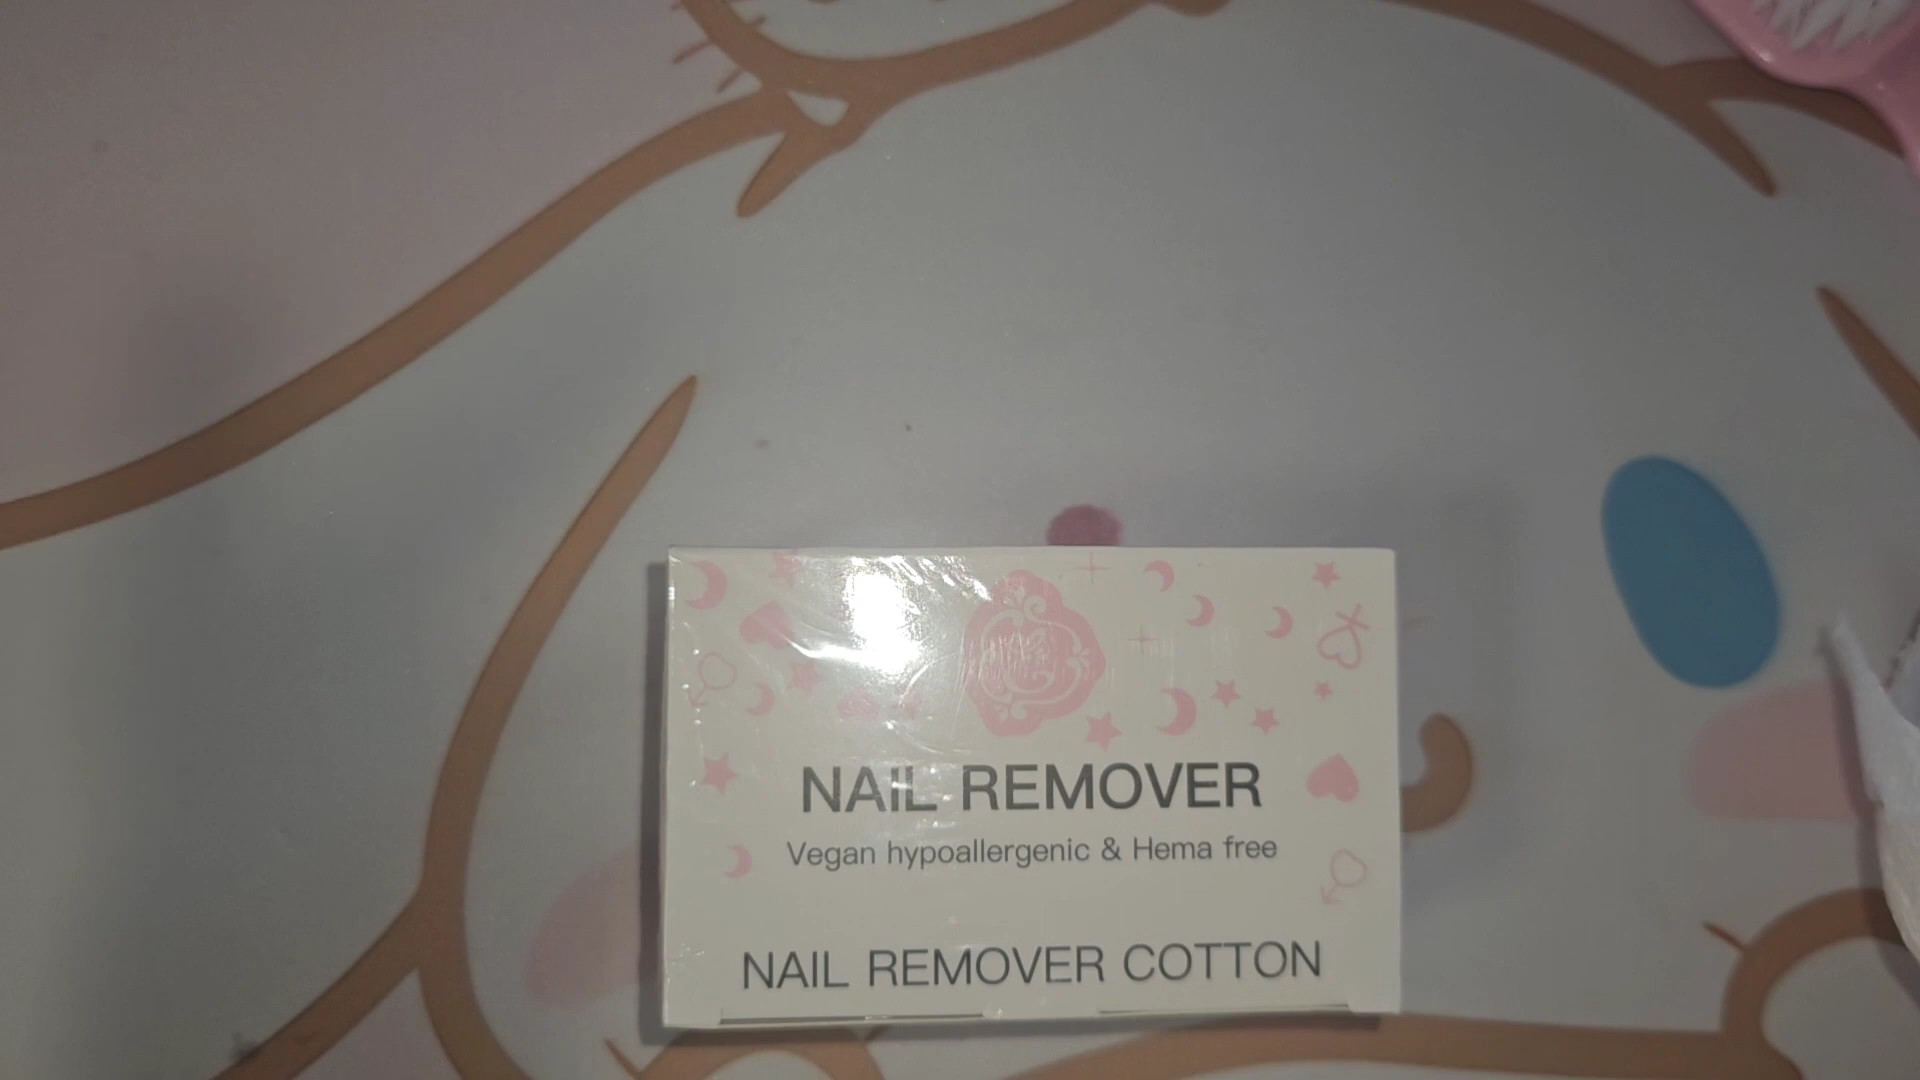 NAIL REMOVER
Vegan hypoallergenic & Hema free
NAIL REMOVER COTTON